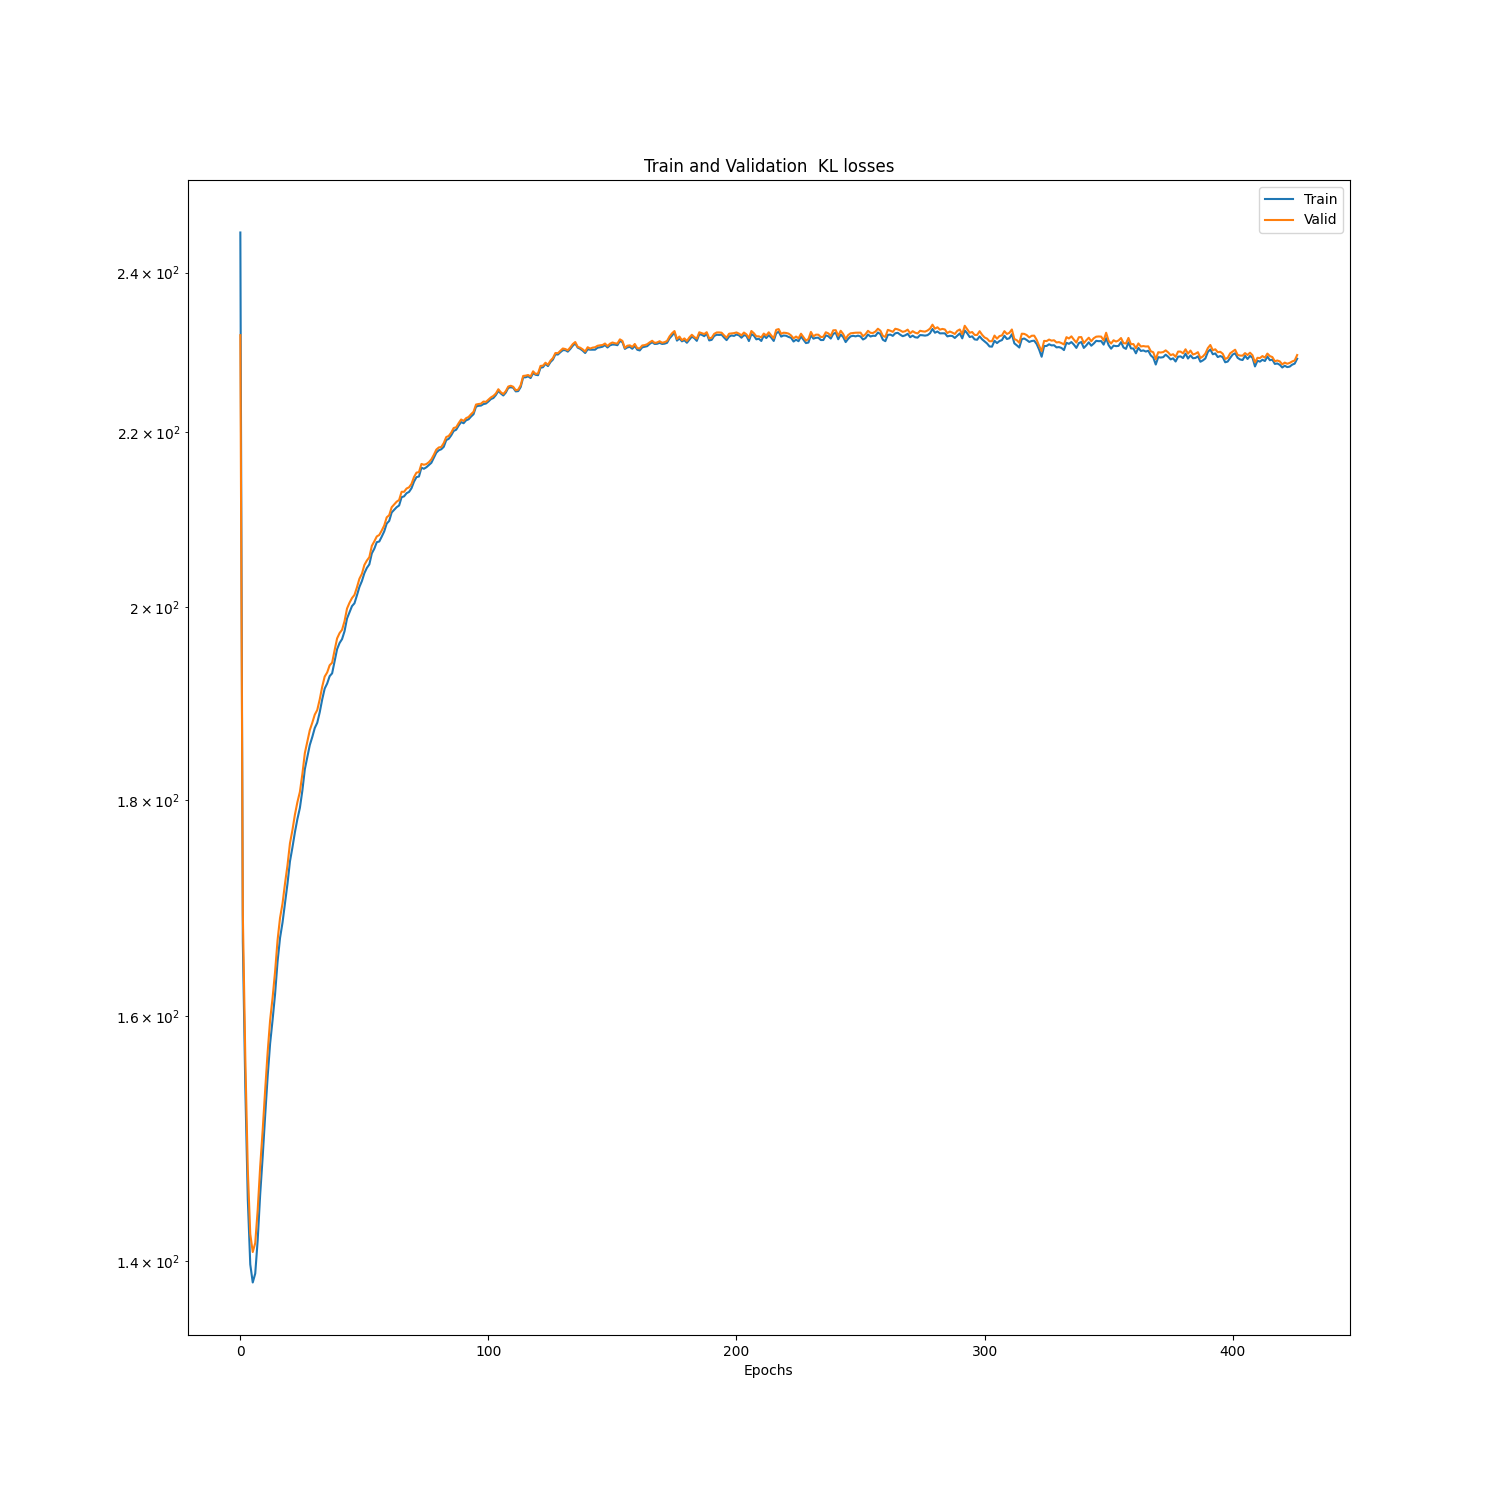 Train and Validation  KL losses
Train
Valid
2.4 × 10²
2.2 × 10²
2 × 10²
1.8 × 10²
1.6 × 10²
1.4 × 10²
0 100 200 300 400
Epochs